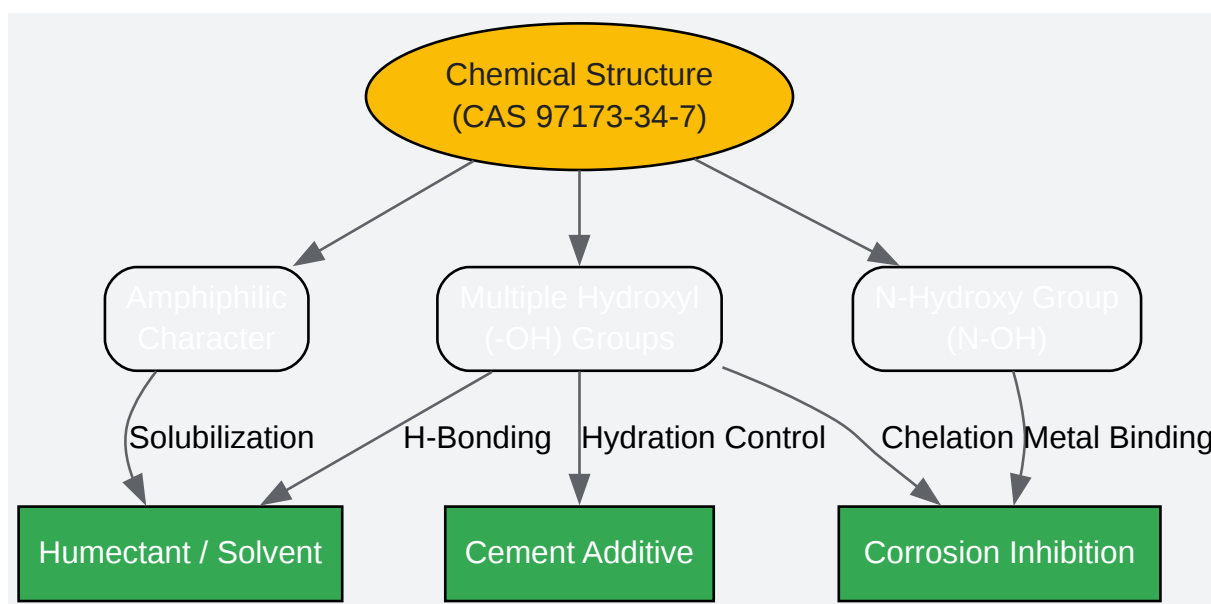 Chemical Structure
(CAS 97173-34-7)
Amphiphilic
Character
Multiple Hydroxyl
(-OH) Groups
N-Hydroxy Group
(N-OH)
Solubilization
H-Bonding
Hydration Control
Chelation
Metal Binding
Humectant / Solvent
Cement Additive
Corrosion Inhibition